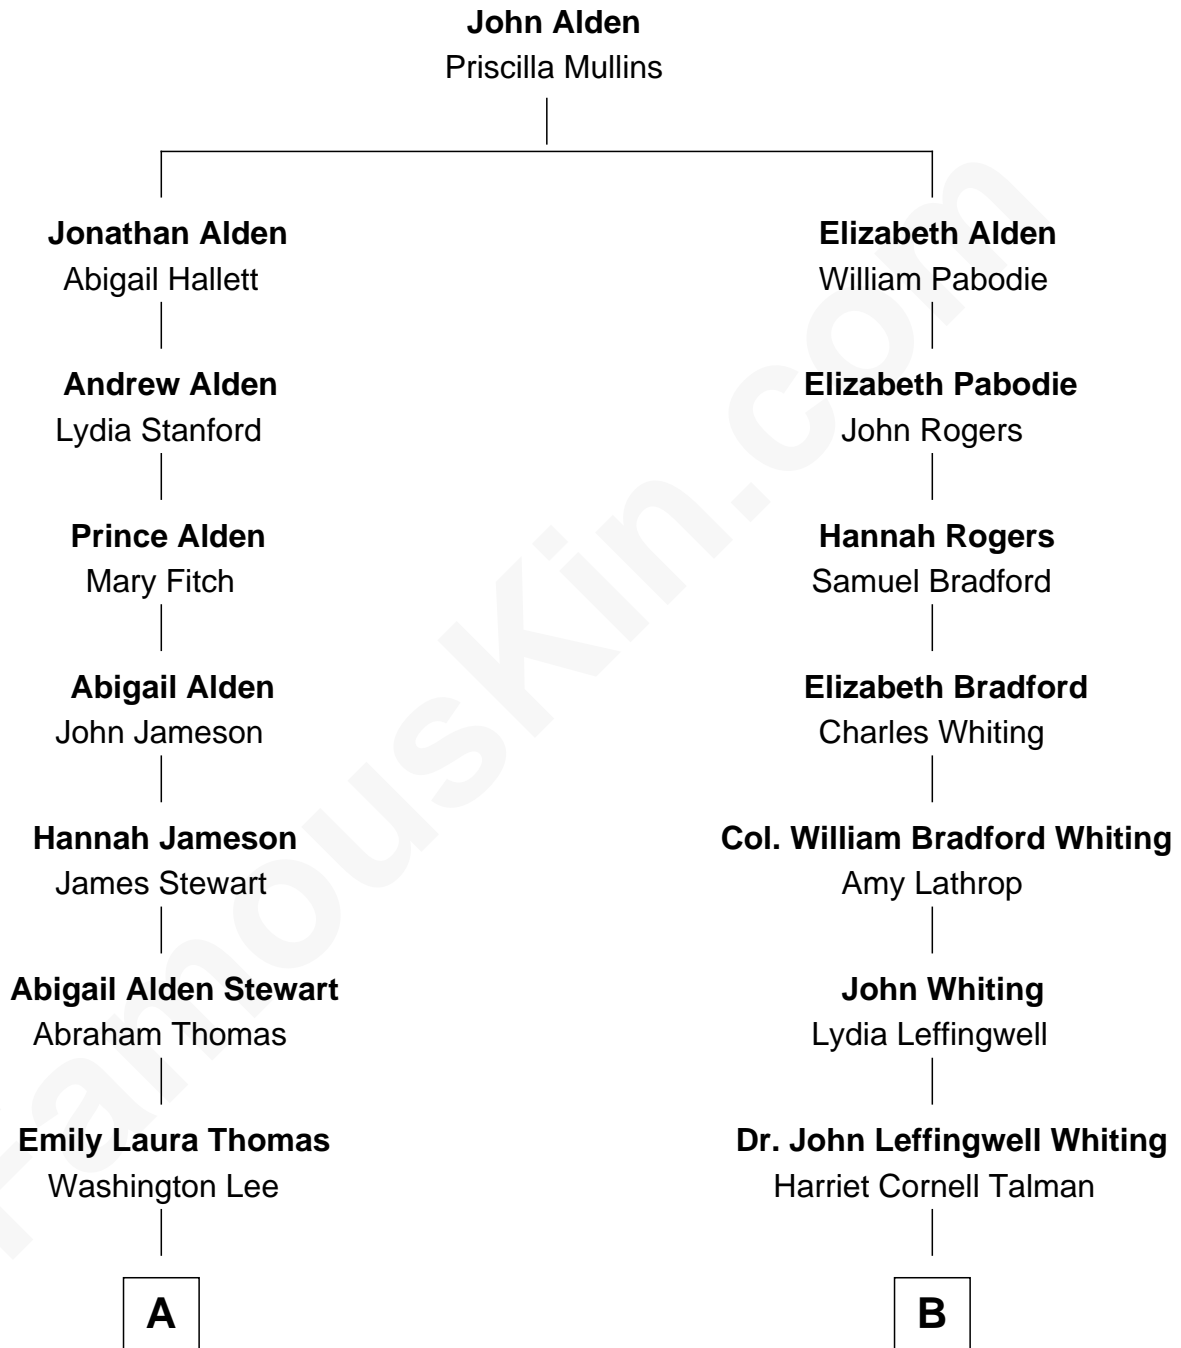 John Alden
Priscilla Mullins
Jonathan Alden
Abigail Hallett
Andrew Alden
Lydia Stanford
Prince Alden
Mary Fitch
Abigail Alden
John Jameson
Hannah Jameson
James Stewart
Abigail Alden Stewart
Abraham Thomas
Emily Laura Thomas
Washington Lee
A
Elizabeth Alden
William Pabodie
Elizabeth Pabodie
John Rogers
Hannah Rogers
Samuel Bradford
Elizabeth Bradford
Charles Whiting
Col. William Bradford Whiting
Amy Lathrop
John Whiting
Lydia Leffingwell
Dr. John Leffingwell Whiting
Harriet Cornell Talman
B
FamousKin.com